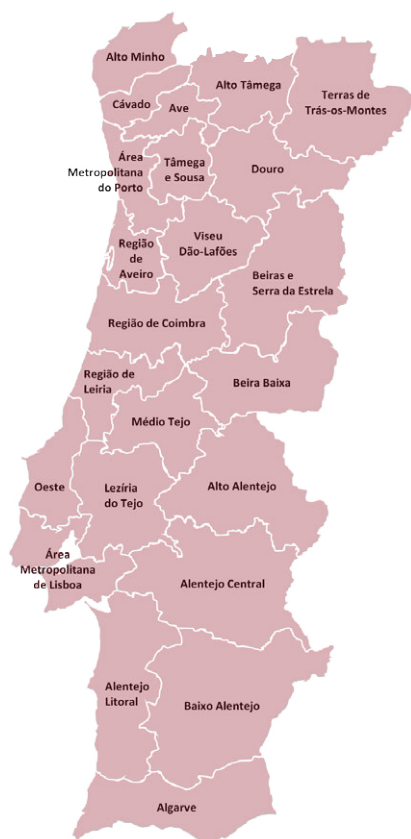 Alto Minho
Alto Tâmega
Terras de
Trás-os-Montes
Cávado
Ave
Área
Metropolitana
do Porto
Tâmega
e Sousa
Douro
Região
de
Aveiro
Viseu
Dão-Lafões
Beiras e
Serra da Estrela
Região de Coimbra
Região de
Leiria
Beira Baixa
Médio Tejo
Oeste
Lezíria
do Tejo
Alto Alentejo
Área
Metropolitana
de Lisboa
Alentejo Central
Alentejo
Litoral
Baixo Alentejo
Algarve